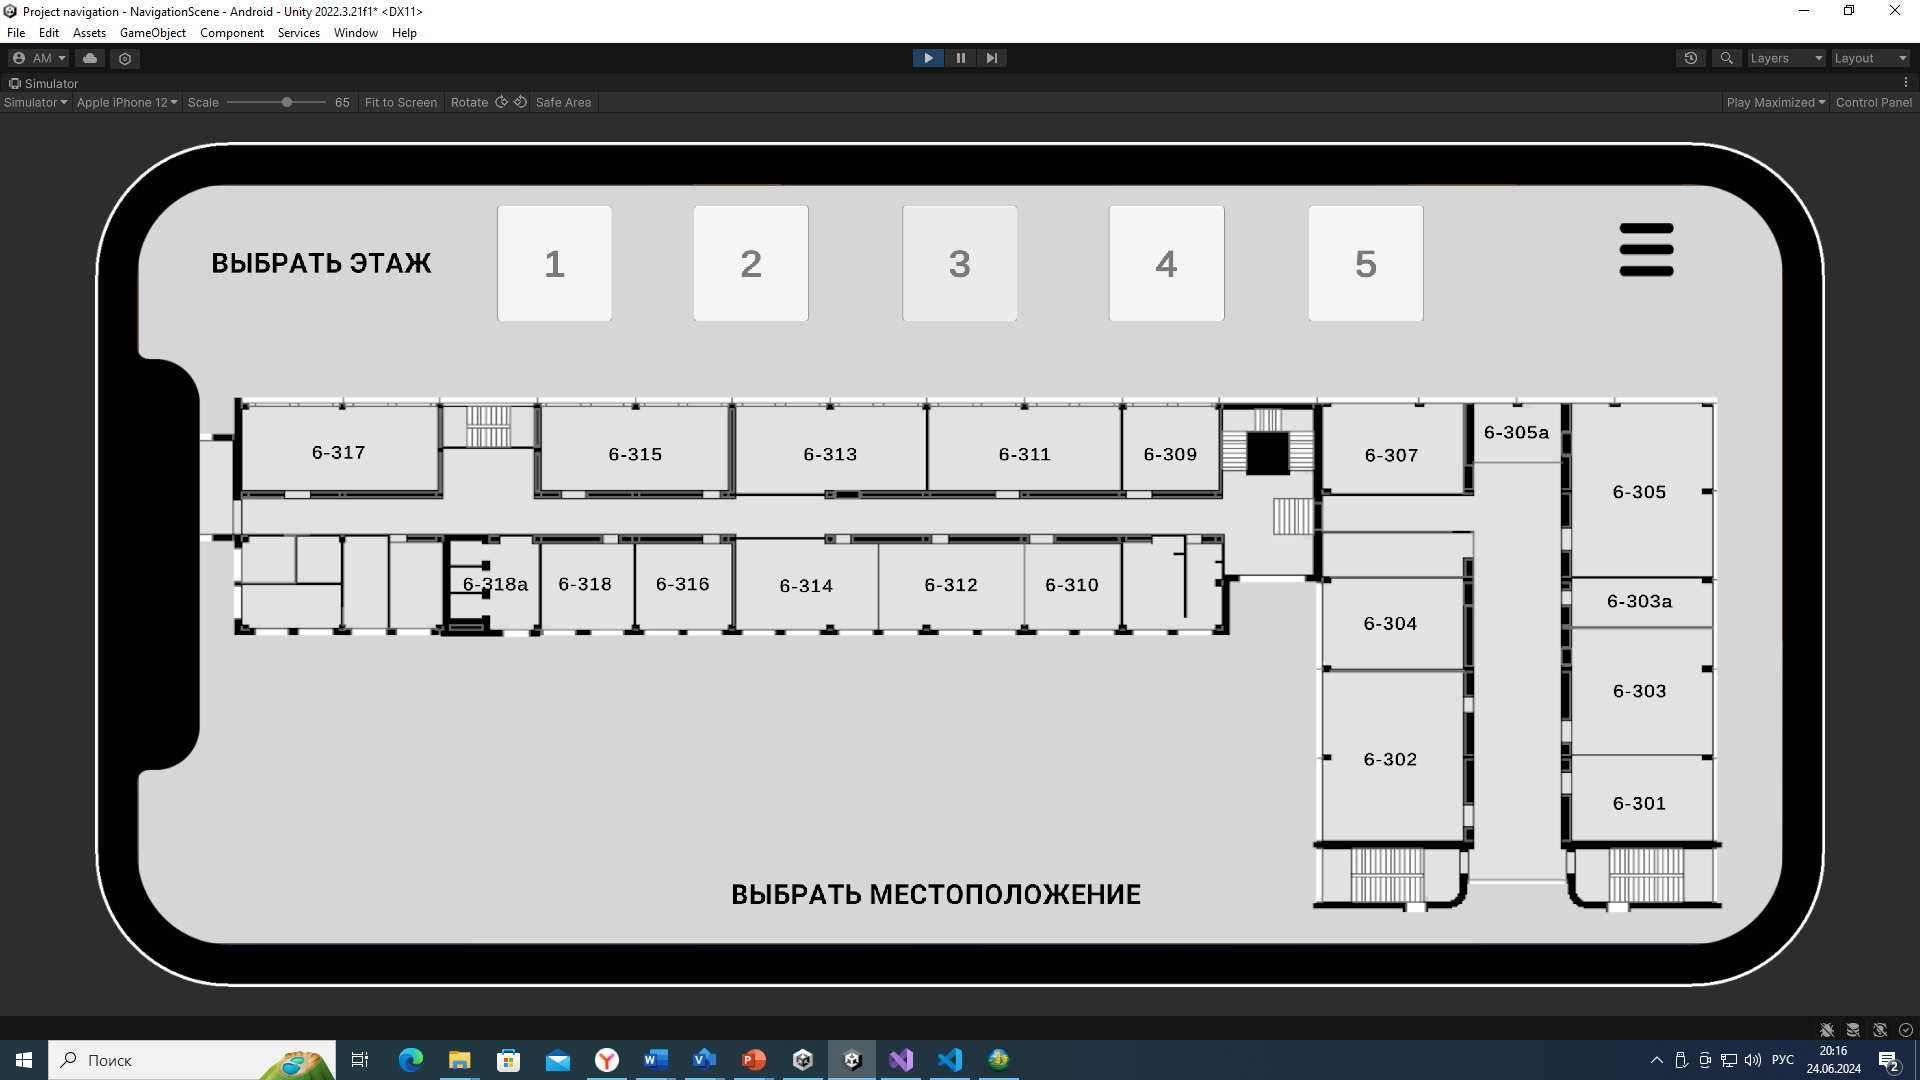 Project navigation - NavigationScene - Android - Unity 2022.3.21f1* <DX11>
File Edit Assets GameObject Component Services Window Help
AM Layers Layout
Simulator
Simulator Apple iPhone 12 Scale 65 Fit to Screen Rotate Safe Area Play Maximized Control Panel
ВЫБРАТЬ ЭТАЖ 1 2 3 4 5
6-317 6-315 6-313 6-311 6-309 6-307 6-305а 6-305
6-318а 6-318 6-316 6-314 6-312 6-310 6-304 6-303а
6-302 6-303
6-301
ВЫБРАТЬ МЕСТОПОЛОЖЕНИЕ
Поиск
РУС 20:16
24.06.2024 2